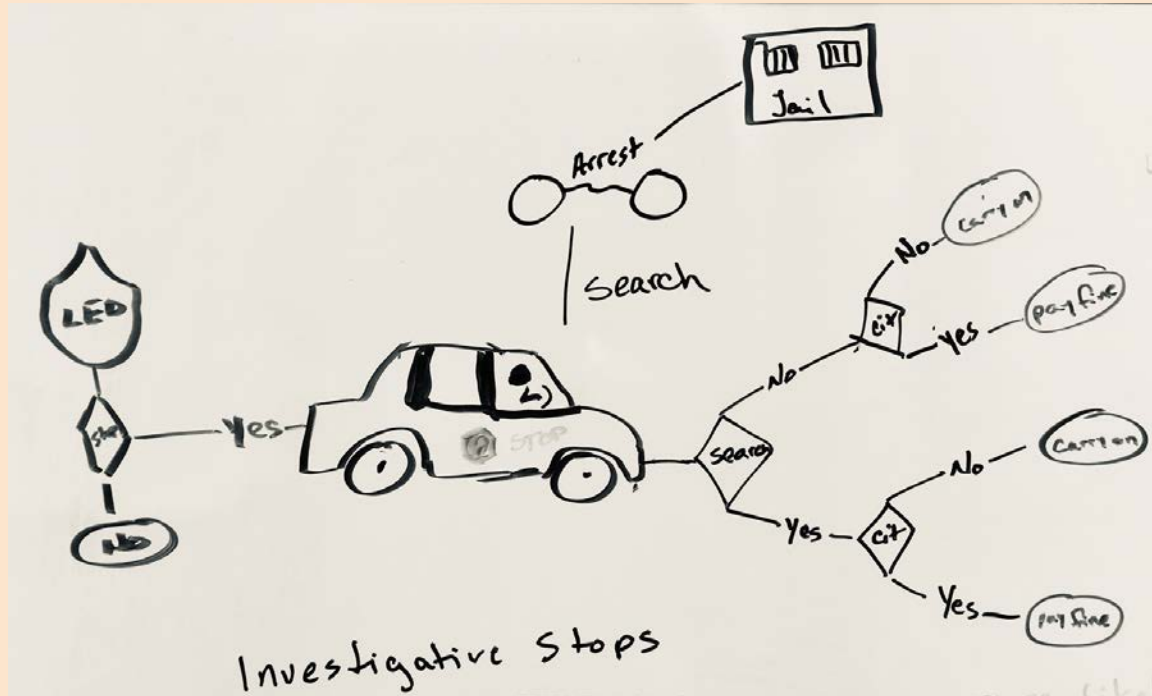 Jail
Arrest
Search
LEO
Stop
Yes
No
STOP
Search
No
cit
No
carry on
Yes
pay fine
Yes
cit
No
carry on
Yes
pay fine
Investigative Stops